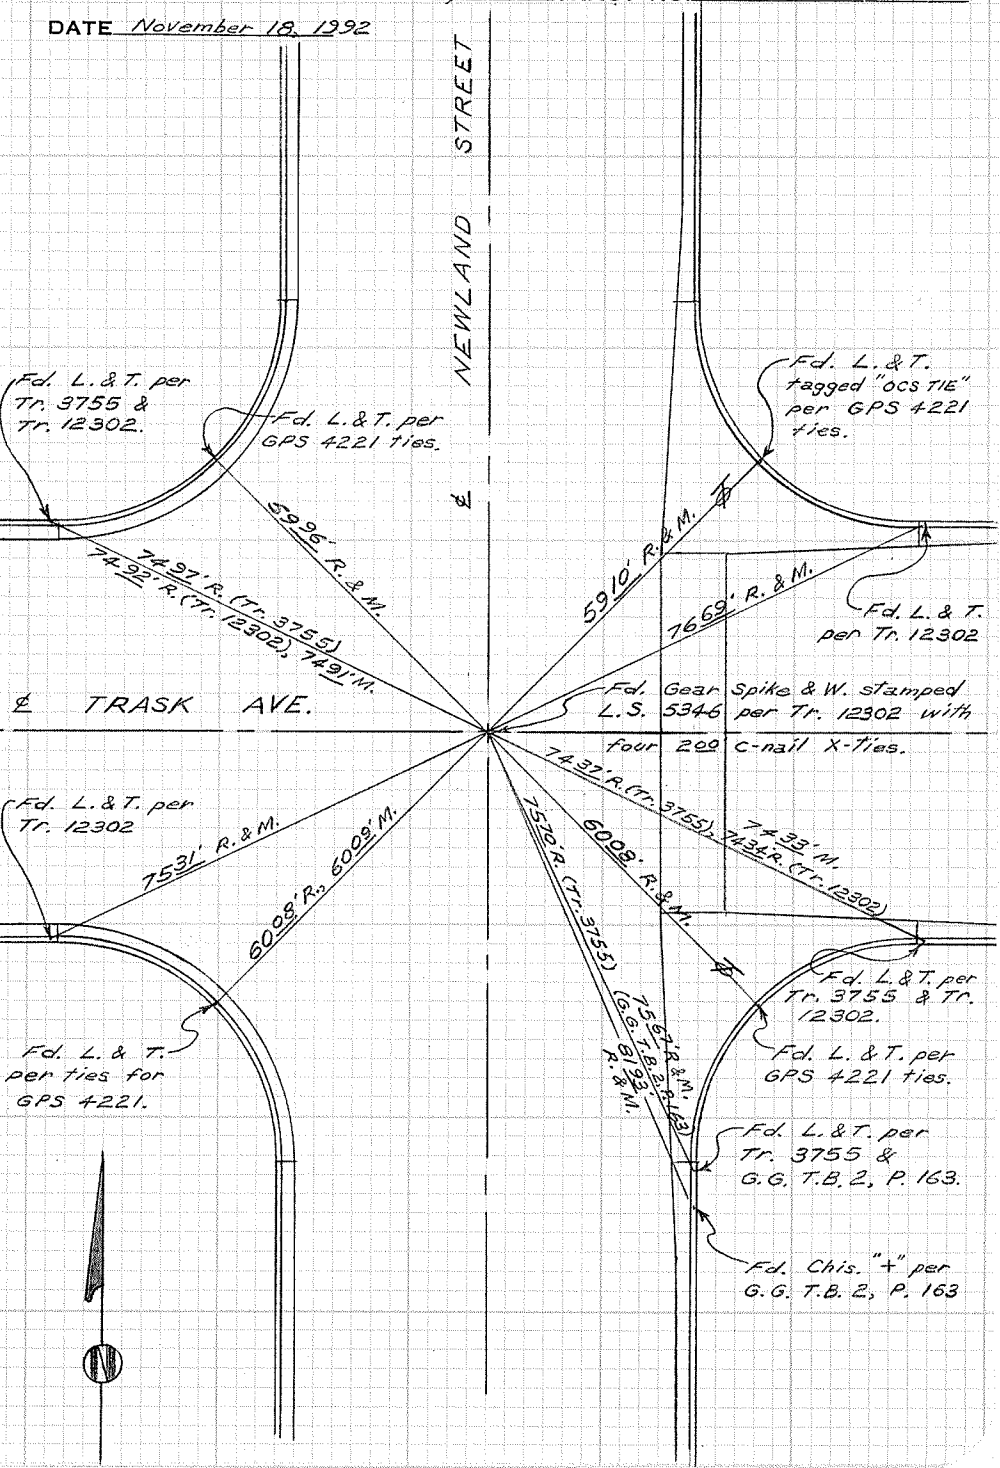 DATE November 18, 1992
NEWLAND STREET
℄
Fd. L. & T. per
Tr. 3755 &
Tr. 12302.
Fd. L. & T. per
GPS 4221 ties.
Fd. L. & T.
tagged "OCS TIE"
per GPS 4221
ties.
59.96' R. & M.
74.97' R. (Tr. 3755)
74.92' R. (Tr. 12302), 74.91' M.
59.10' R. & M.
76.69' R. & M.
Fd. L. & T.
per Tr. 12302
℄ TRASK AVE.
Fd. Gear Spike & W. stamped
L.S. 5346 per Tr. 12302 with
four 2.00 c-nail X-ties.
Fd. L. & T. per
Tr. 12302
75.31' R. & M.
60.08' R., 60.09' M.
74.37' R. (Tr. 3755),
74.33' M.
74.34' R. (Tr. 12302)
60.08' R. & M.
75.70' R. (Tr. 3755)
75.67' R & M.
(G.G. T.B. 2, P. 163)
81.93'
R. & M.
Fd. L. & T. per
Tr. 3755 & Tr.
12302.
Fd. L. & T.
per ties for
GPS 4221.
Fd. L. & T. per
GPS 4221 ties.
Fd. L. & T. per
Tr. 3755 &
G.G. T.B. 2, P. 163.
Fd. Chis. "+" per
G.G. T.B. 2, P. 163
N